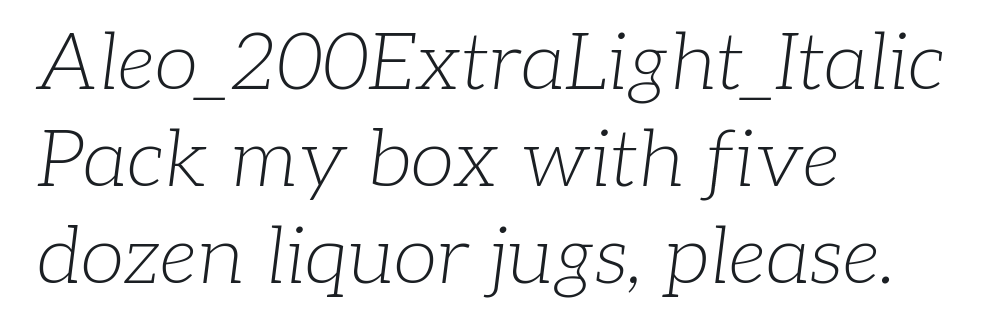 Aleo_200ExtraLight_Italic
Pack my box with five
dozen liquor jugs, please.